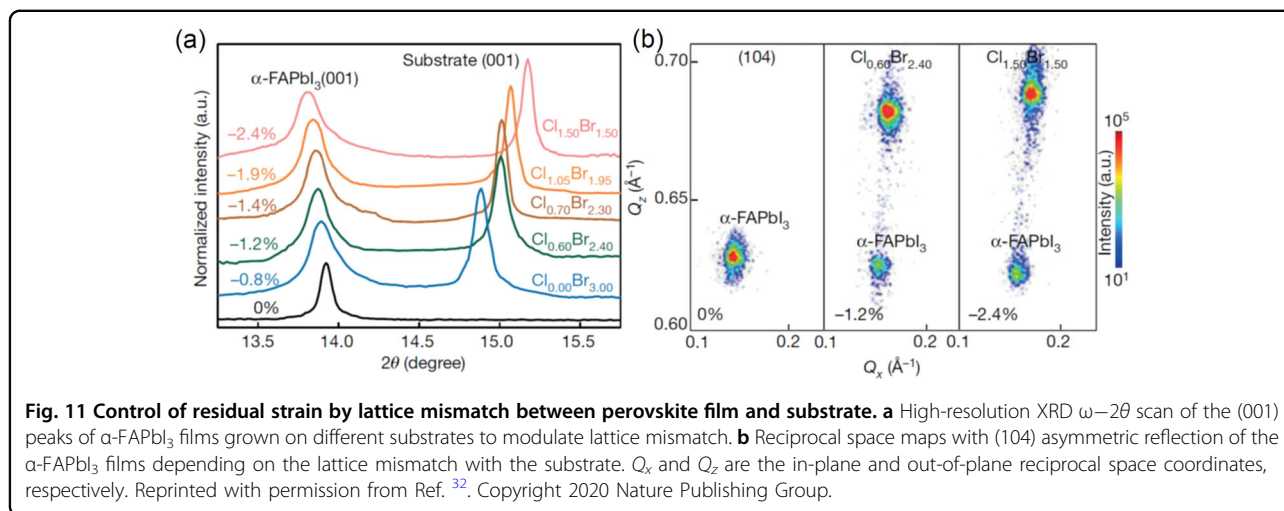 (a)
Normalized intensity (a.u.)
α-FAPbI₃(001)
Substrate (001)
−2.4%
Cl₁.₅₀Br₁.₅₀
−1.9%
Cl₁.₀₅Br₁.₉₅
−1.4%
Cl₀.₇₀Br₂.₃₀
−1.2%
Cl₀.₆₀Br₂.₄₀
−0.8%
Cl₀.₀₀Br₃.₀₀
0%
13.5 14.0 14.5 15.0 15.5
2θ (degree)
(b)
Q_z (Å⁻¹)
0.70
0.65
0.60
(104)
α-FAPbI₃
0%
0.1 0.2
Cl₀.₆₀Br₂.₄₀
α-FAPbI₃
−1.2%
0.1 0.2
Cl₁.₅₀Br₁.₅₀
α-FAPbI₃
−2.4%
0.1 0.2
Q_x (Å⁻¹)
10⁵
Intensity (a.u.)
10¹
Fig. 11 Control of residual strain by lattice mismatch between perovskite film and substrate. a High-resolution XRD ω−2θ scan of the (001)
peaks of α-FAPbI₃ films grown on different substrates to modulate lattice mismatch. b Reciprocal space maps with (104) asymmetric reflection of the
α-FAPbI₃ films depending on the lattice mismatch with the substrate. Q_x and Q_z are the in-plane and out-of-plane reciprocal space coordinates,
respectively. Reprinted with permission from Ref. ³². Copyright 2020 Nature Publishing Group.